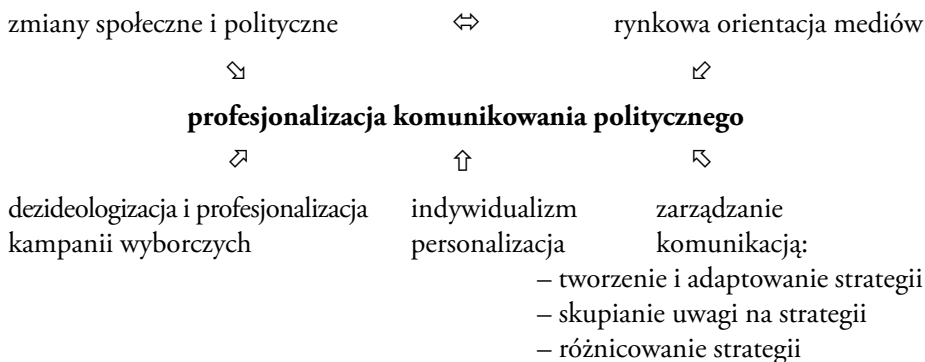 zmiany społeczne i polityczne ⬄ rynkowa orientacja mediów
⬂ ⬃
profesjonalizacja komunikowania politycznego
⬀ ⇧ ⬁
dezideologizacja i profesjonalizacja indywidualizm zarządzanie
kampanii wyborczych personalizacja komunikacją:
– tworzenie i adaptowanie strategii
– skupianie uwagi na strategii
– różnicowanie strategii